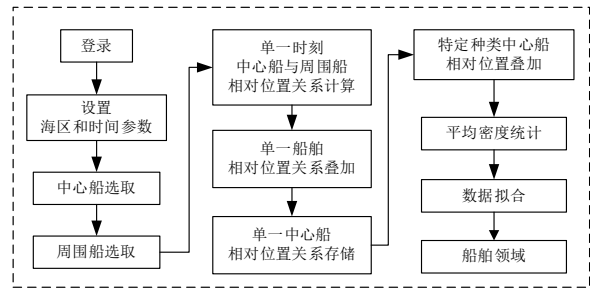 登录
设置
海区和时间参数
中心船选取
周围船选取
单一时刻
中心船与周围船
相对位置关系计算
单一船舶
相对位置关系叠加
单一中心船
相对位置关系存储
特定种类中心船
相对位置叠加
平均密度统计
数据拟合
船舶领域